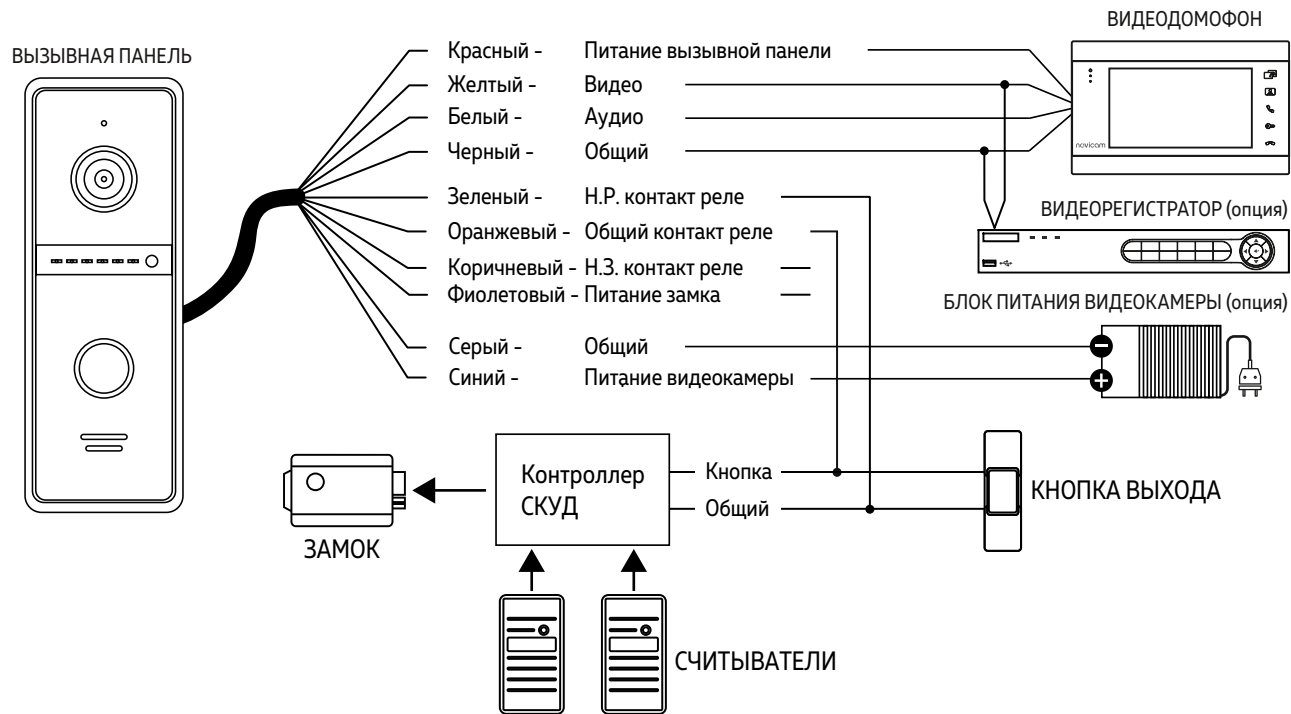 ВЫЗЫВНАЯ ПАНЕЛЬ
ВИДЕОДОМОФОН
Красный - Питание вызывной панели
Желтый - Видео
Белый - Аудио
Черный - Общий
novicam
Зеленый - Н.Р. контакт реле
Оранжевый - Общий контакт реле
Коричневый - Н.З. контакт реле
Фиолетовый - Питание замка
Серый - Общий
Синий - Питание видеокамеры
ВИДЕОРЕГИСТРАТОР (опция)
БЛОК ПИТАНИЯ ВИДЕОКАМЕРЫ (опция)
Контроллер
СКУД
Кнопка
Общий
КНОПКА ВЫХОДА
ЗАМОК
СЧИТЫВАТЕЛИ